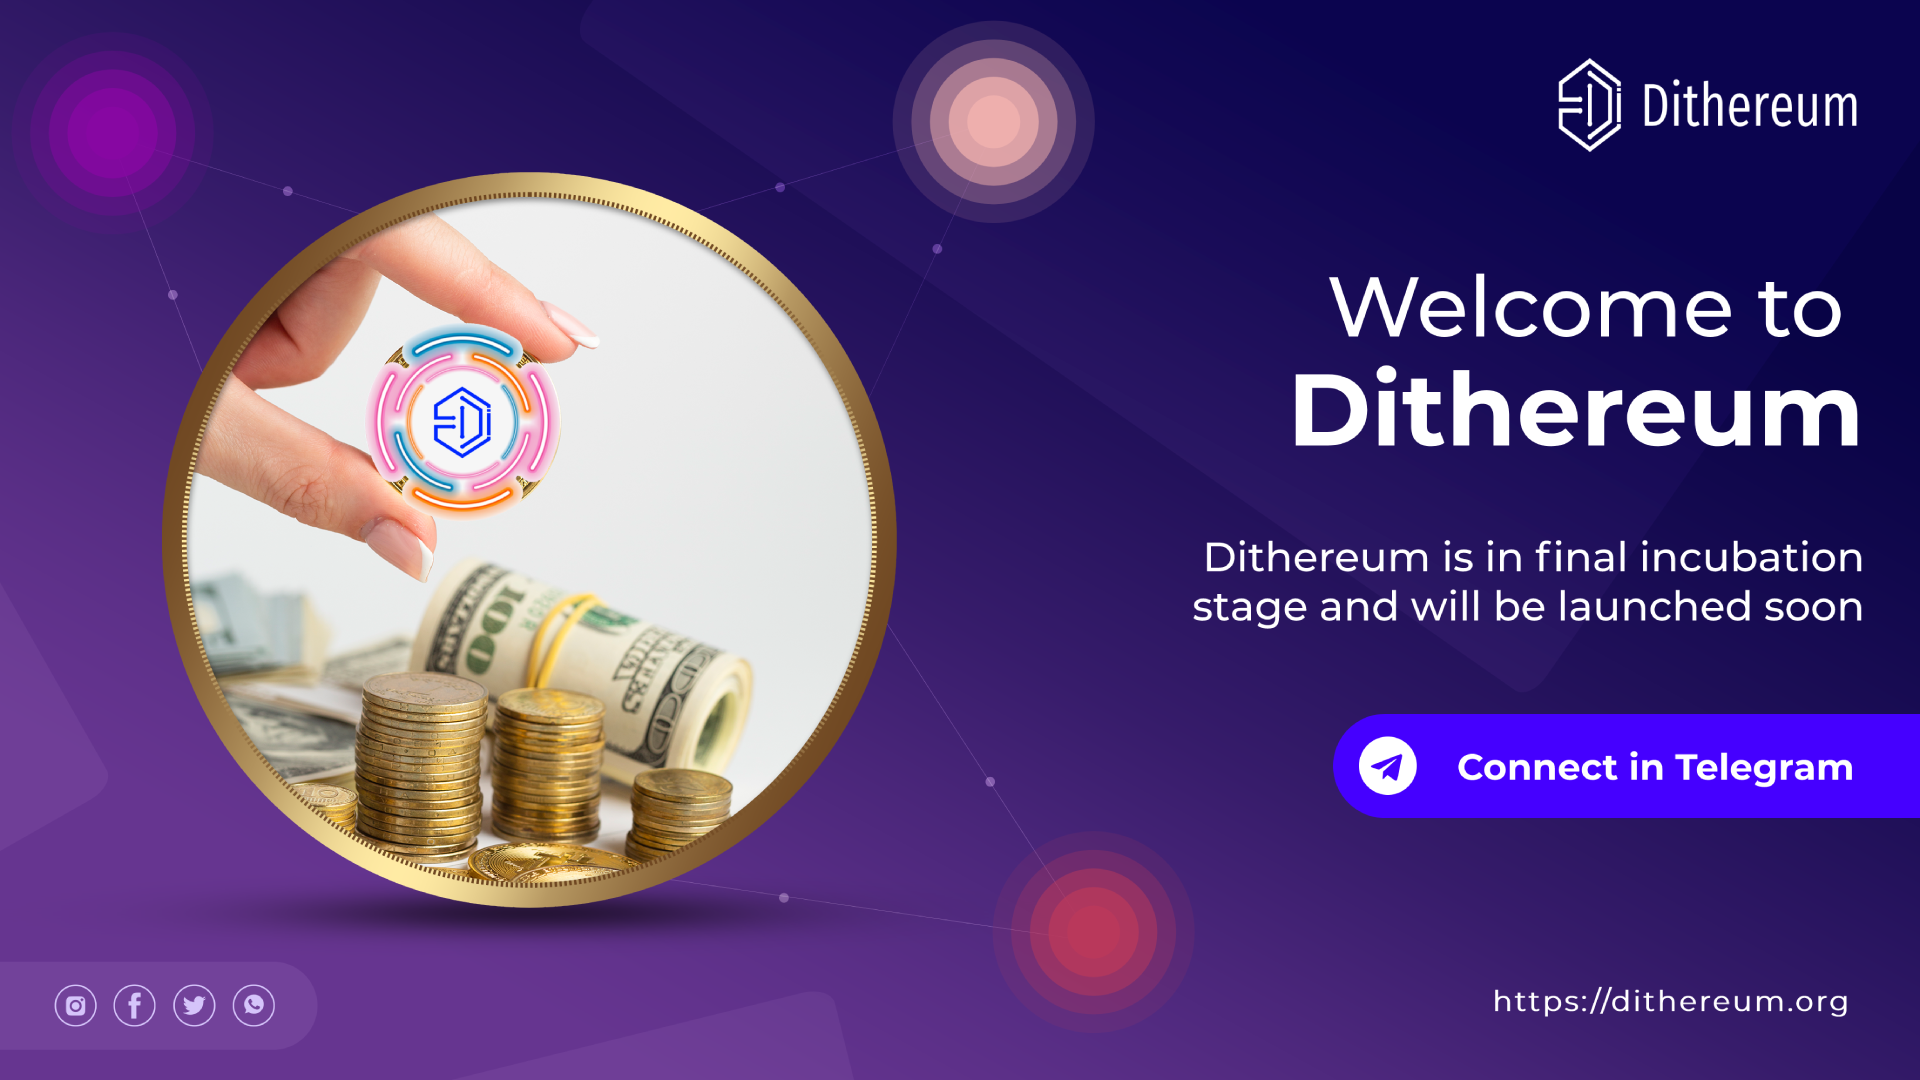 Dithereum
Welcome to
Dithereum
Dithereum is in final incubation
stage and will be launched soon
Connect in Telegram
https://dithereum.org
100